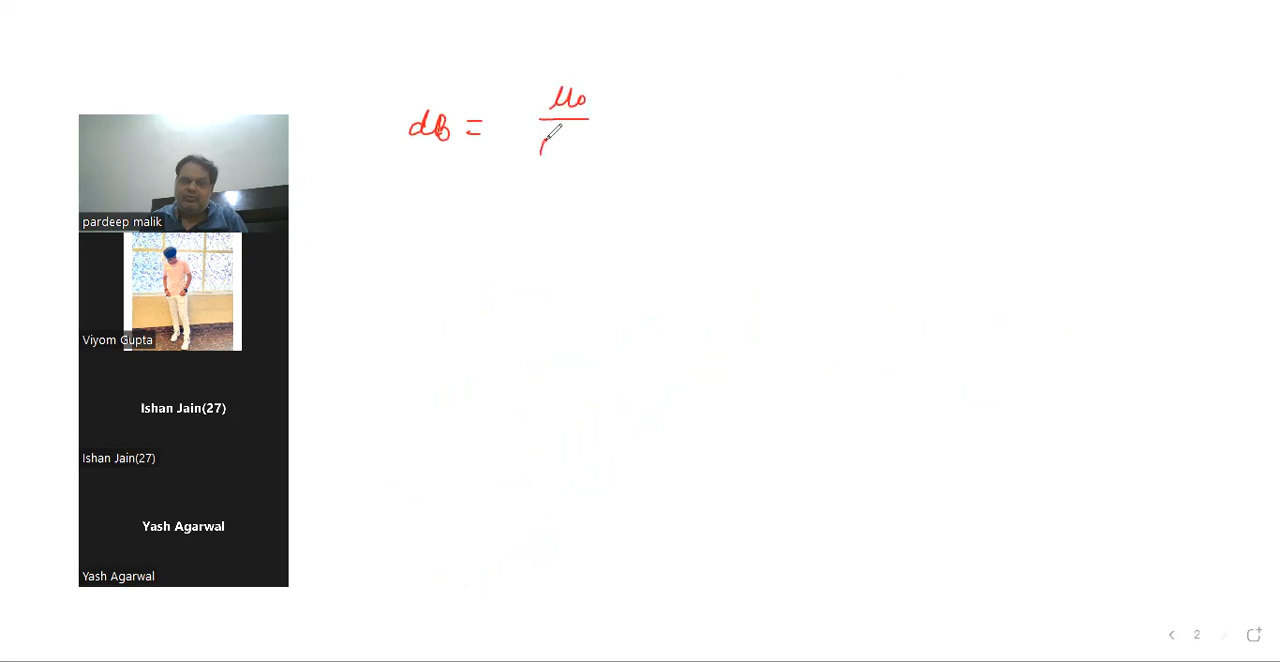 dB = μ₀
pardeep malik
Viyom Gupta
Ishan Jain(27)
Ishan Jain(27)
Yash Agarwal
Yash Agarwal
2